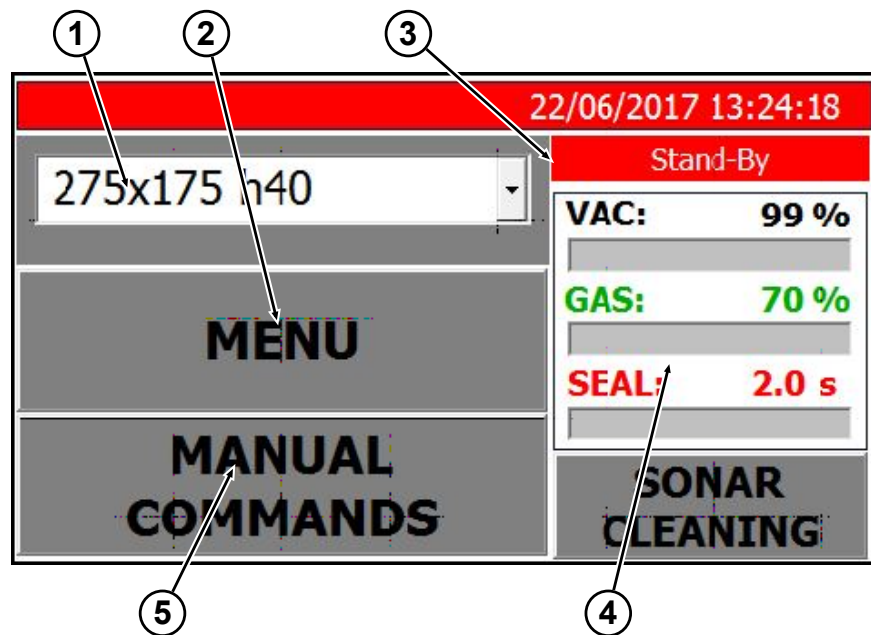 1 2 3
22/06/2017 13:24:18
275x175 h40
Stand-By
VAC: 99 %
GAS: 70 %
SEAL: 2.0 s
MENU
MANUAL
COMMANDS
SONAR
CLEANING
5 4